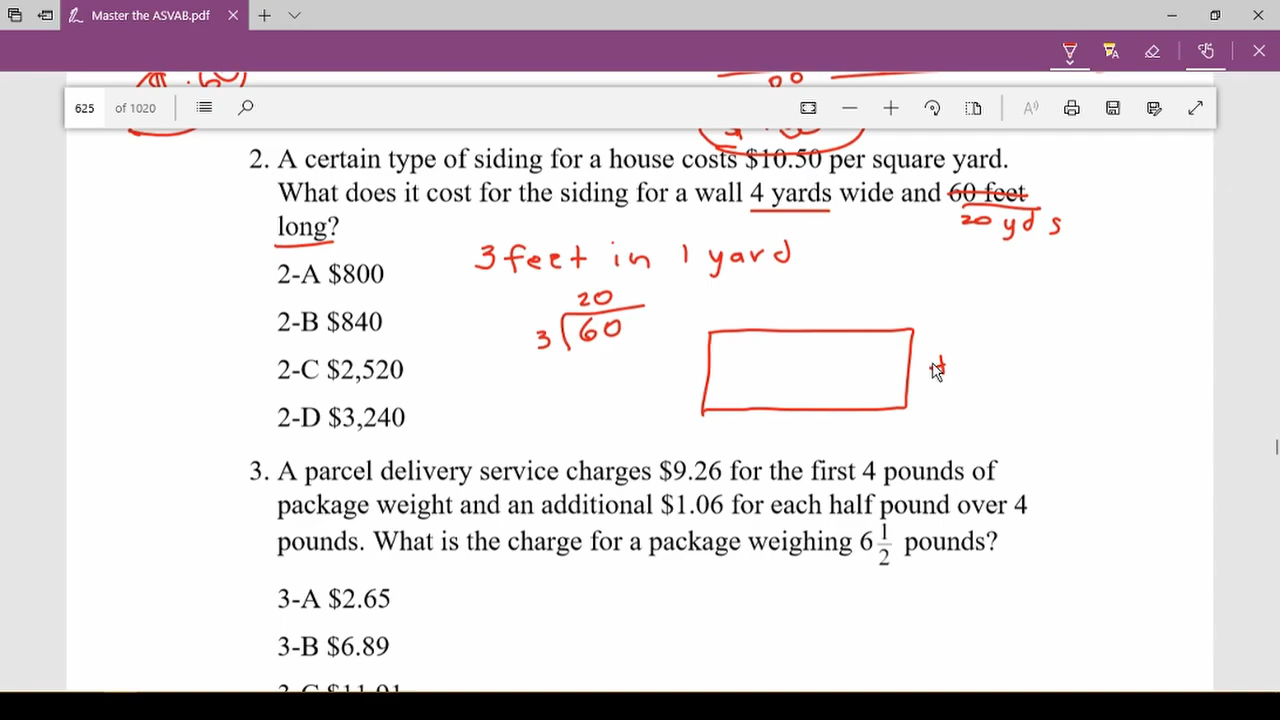 Master the ASVAB.pdf
625 of 1020
2. A certain type of siding for a house costs $10.50 per square yard.
What does it cost for the siding for a wall 4 yards wide and 60 feet
20 yds
long?
3 feet in 1 yard
2-A $800
20
3 60
2-B $840
2-C $2,520
2-D $3,240
3. A parcel delivery service charges $9.26 for the first 4 pounds of
package weight and an additional $1.06 for each half pound over 4
pounds. What is the charge for a package weighing 6 1/2 pounds?
3-A $2.65
3-B $6.89